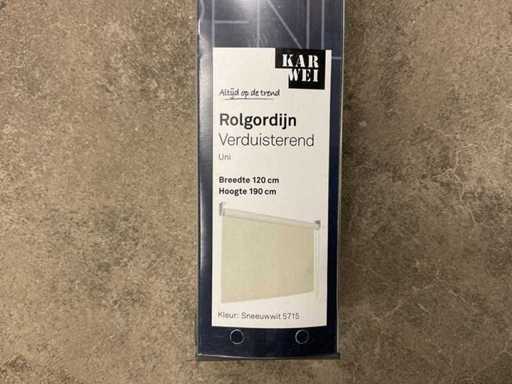 KAR
WEI
Altijd op de trend
Rolgordijn
Verduisterend
Uni
Breedte 120 cm
Hoogte 190 cm
Kleur: Sneeuwwit 5715